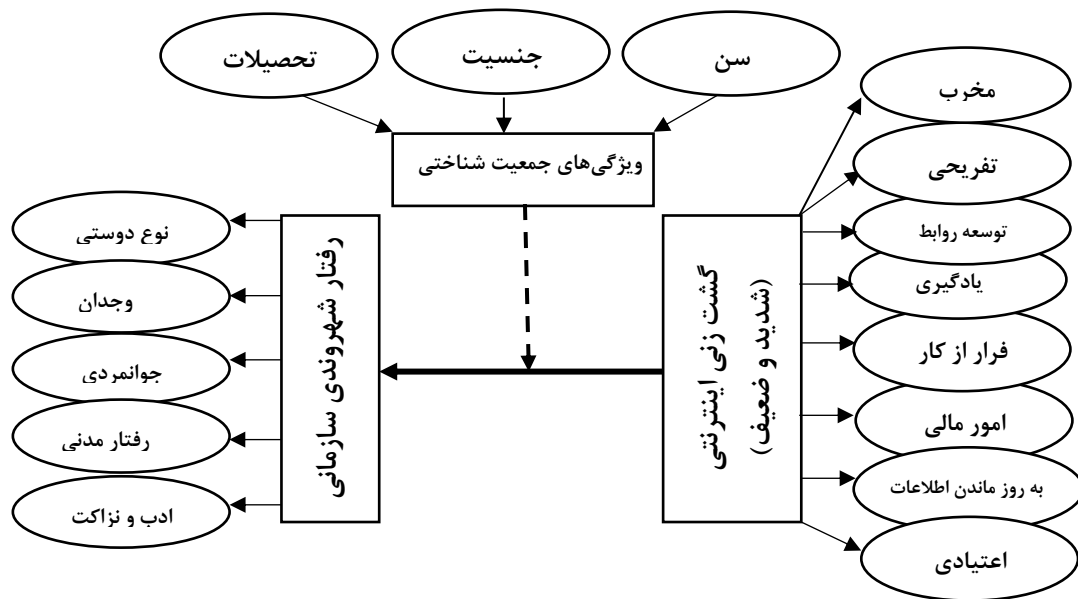 سن
جنسیت
تحصیلات
ویژگی‌های جمعیت شناختی
مخرب
تفریحی
توسعه روابط
یادگیری
فرار از کار
امور مالی
به روز ماندن اطلاعات
اعتیادی
گشت زنی اینترنتی
(شدید و ضعیف)
رفتار شهروندی سازمانی
نوع دوستی
وجدان
جوانمردی
رفتار مدنی
ادب و نزاکت